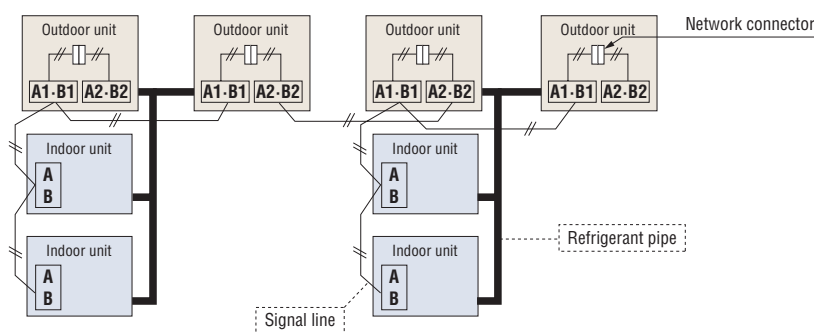 Outdoor unit
Outdoor unit
Outdoor unit
Outdoor unit
Network connector
A1·B1 A2·B2
A1·B1 A2·B2
A1·B1 A2·B2
A1·B1 A2·B2
Indoor unit
A
B
Indoor unit
A
B
Indoor unit
A
B
Indoor unit
A
B
Refrigerant pipe
Signal line